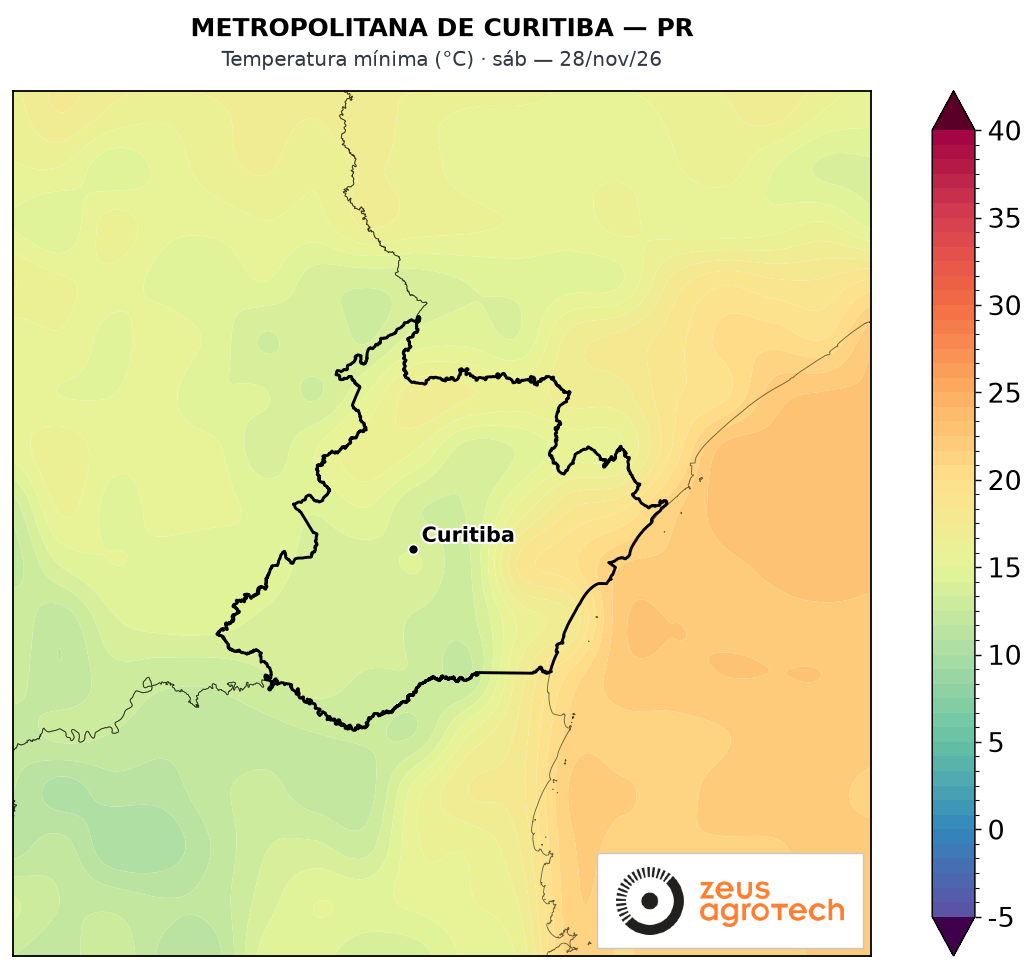 METROPOLITANA DE CURITIBA — PR
Temperatura mínima (°C) · sáb — 28/nov/26
Curitiba
40
35
30
25
20
15
10
5
0
-5
zeus
agrotech